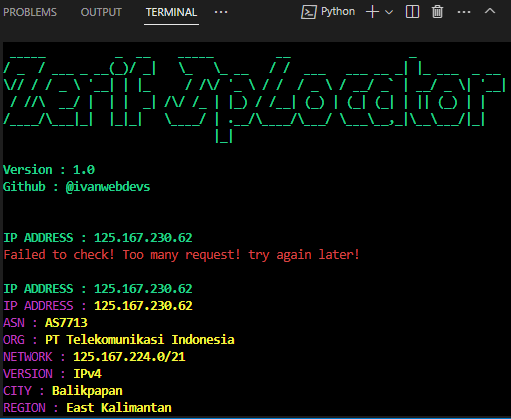 PROBLEMS OUTPUT TERMINAL ... Python
Version : 1.0
Github : @ivanwebdevs
IP ADDRESS : 125.167.230.62
Failed to check! Too many request! try again later!
IP ADDRESS : 125.167.230.62
IP ADDRESS : 125.167.230.62
ASN : AS7713
ORG : PT Telekomunikasi Indonesia
NETWORK : 125.167.224.0/21
VERSION : IPv4
CITY : Balikpapan
REGION : East Kalimantan